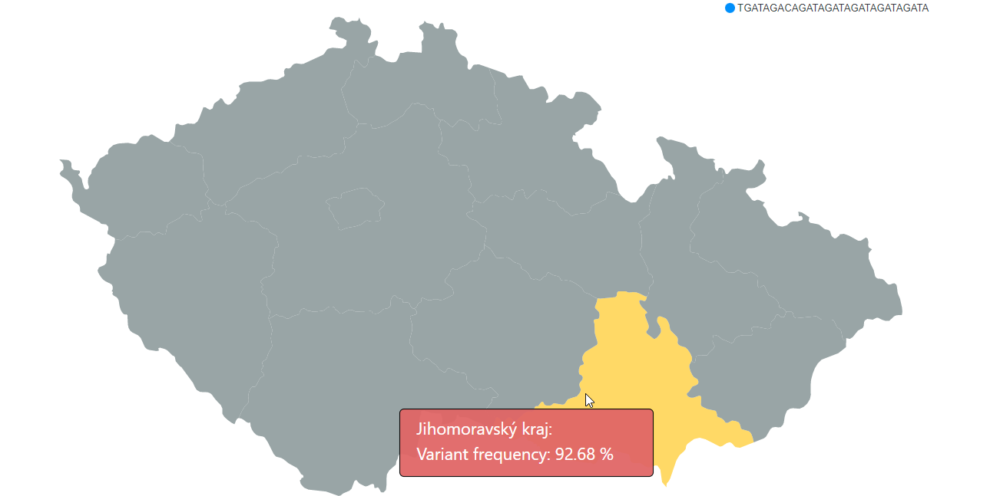 TGATAGACAGATAGATAGATAGATAGATA
Jihomoravský kraj:
Variant frequency: 92.68 %